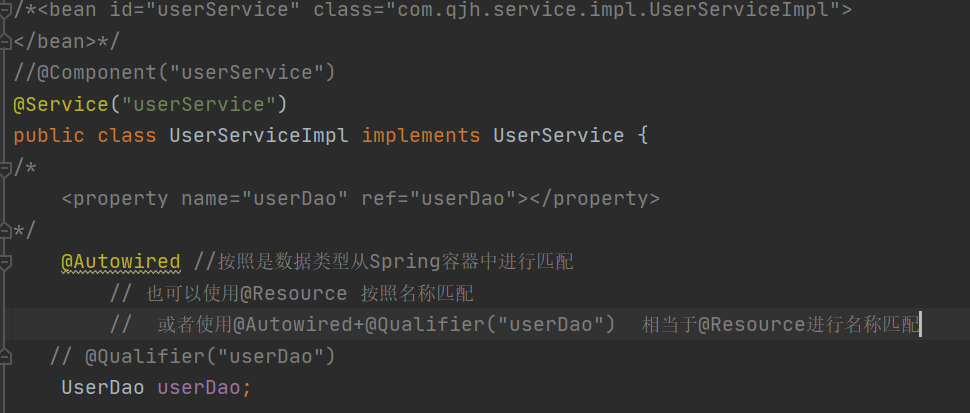 /*<bean id="userService" class="com.qjh.service.impl.UserServiceImpl">
</bean>*/
//@Component("userService")
@Service("userService")
public class UserServiceImpl implements UserService {
/*
<property name="userDao" ref="userDao"></property>
*/
@Autowired //按照是数据类型从Spring容器中进行匹配
// 也可以使用@Resource 按照名称匹配
// 或者使用@Autowired+@Qualifier("userDao") 相当于@Resource进行名称匹配
// @Qualifier("userDao")
UserDao userDao;